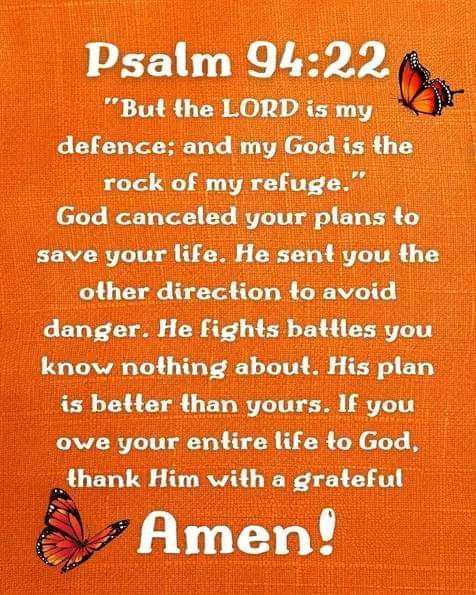 Psalm 94:22
"But the LORD is my
defence; and my God is the
rock of my refuge."
God canceled your plans to
save your life. He sent you the
other direction to avoid
danger. He fights battles you
know nothing about. His plan
is better than yours. If you
owe your entire life to God,
thank Him with a grateful
Amen!